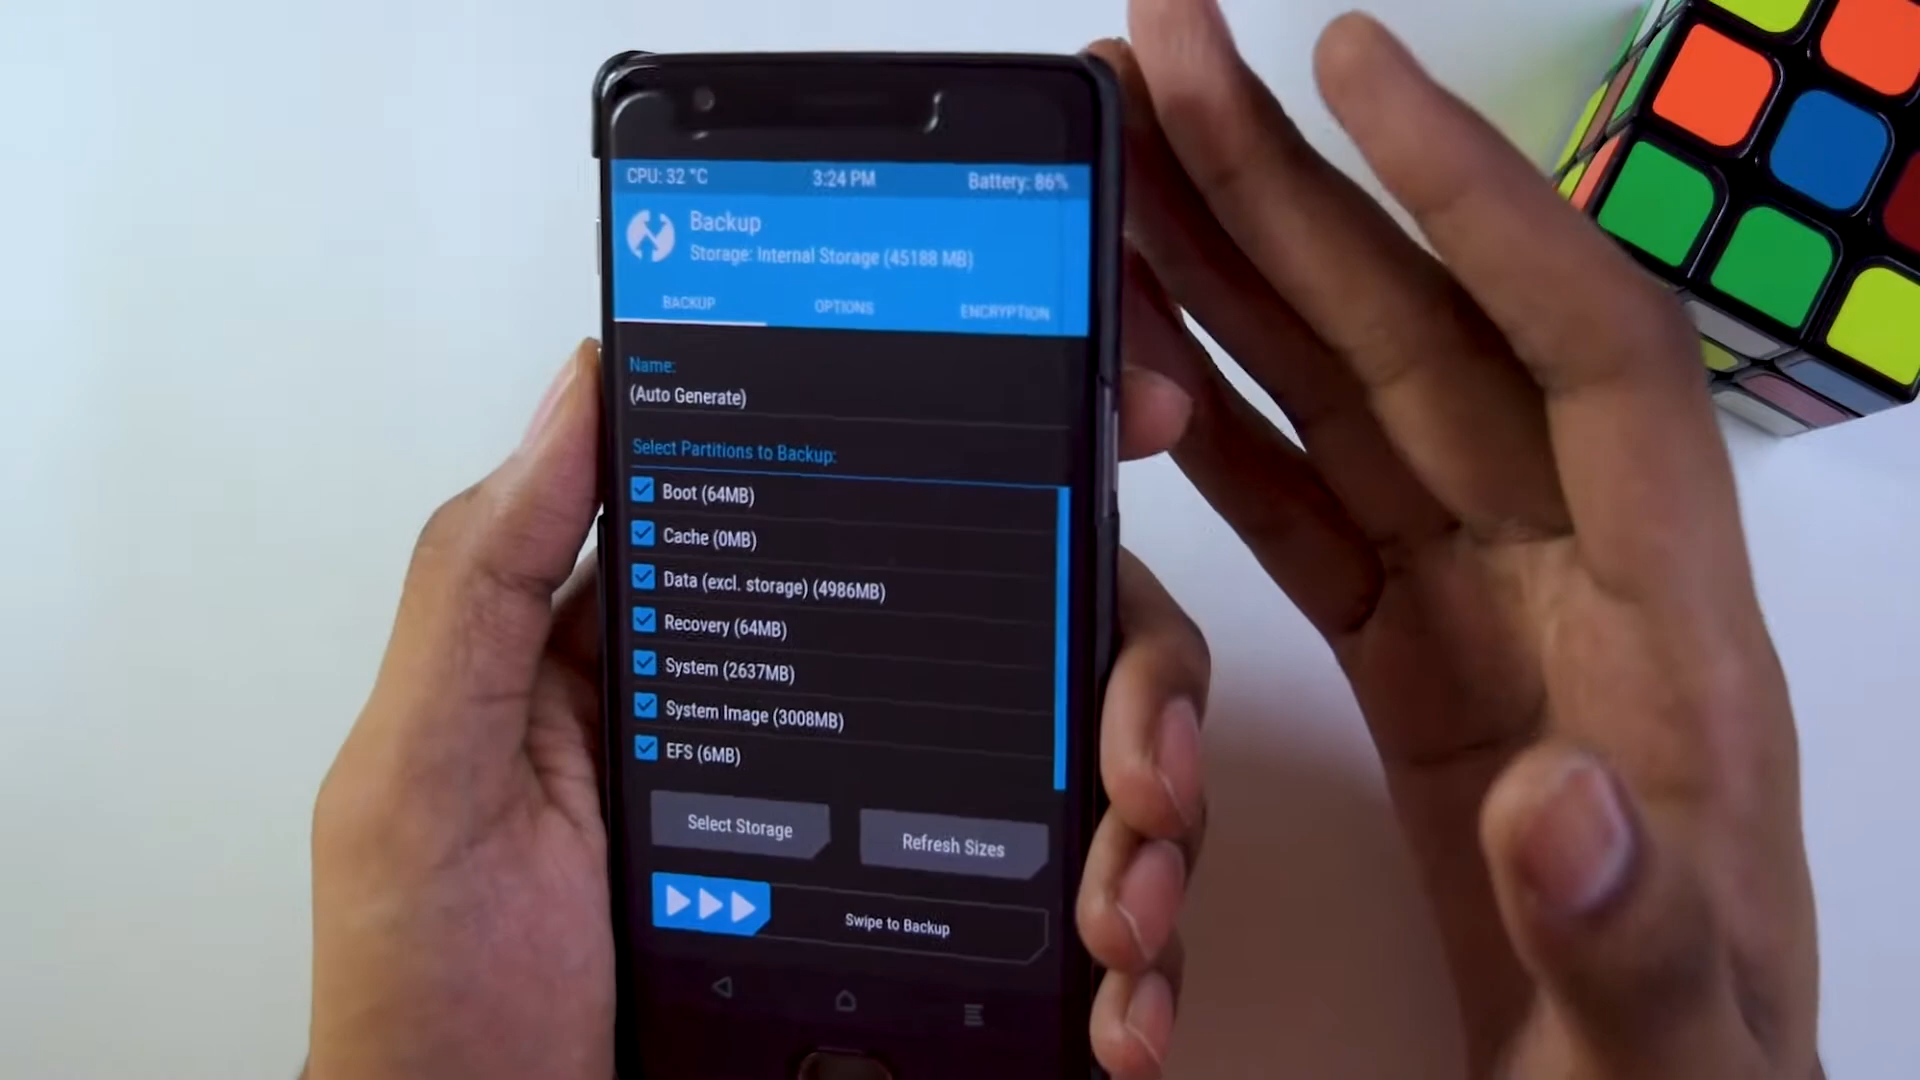 CPU: 32 °C 3:24 PM Battery: 86%
Backup
Storage: Internal Storage (45188 MB)
BACKUP OPTIONS ENCRYPTION
Name:
(Auto Generate)
Select Partitions to Backup:
Boot (64MB)
Cache (0MB)
Data (excl. storage) (4986MB)
Recovery (64MB)
System (2637MB)
System Image (3008MB)
EFS (6MB)
Select Storage Refresh Sizes
Swipe to Backup